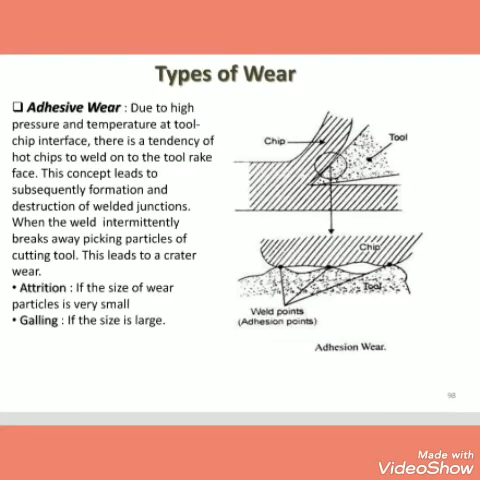 Types of Wear
❑ Adhesive Wear : Due to high
pressure and temperature at tool-
chip interface, there is a tendency of
hot chips to weld on to the tool rake
face. This concept leads to
subsequently formation and
destruction of welded junctions.
When the weld intermittently
breaks away picking particles of
cutting tool. This leads to a crater
wear.
• Attrition : If the size of wear
particles is very small
• Galling : If the size is large.
Chip
Tool
Chip
Tool
Weld points
(Adhesion points)
Adhesion Wear.
98
Made with
VideoShow